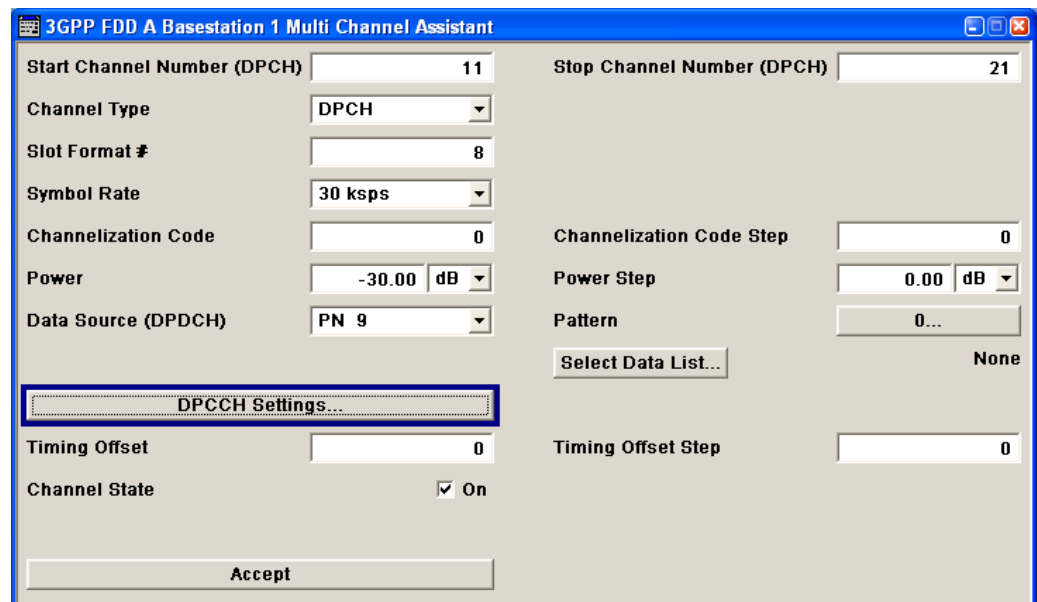 3GPP FDD A Basestation 1 Multi Channel Assistant
Start Channel Number (DPCH) 11 Stop Channel Number (DPCH) 21
Channel Type DPCH
Slot Format # 8
Symbol Rate 30 ksps
Channelization Code 0 Channelization Code Step 0
Power -30.00 dB Power Step 0.00 dB
Data Source (DPDCH) PN 9 Pattern 0...
Select Data List... None
DPCCH Settings...
Timing Offset 0 Timing Offset Step 0
Channel State On
Accept